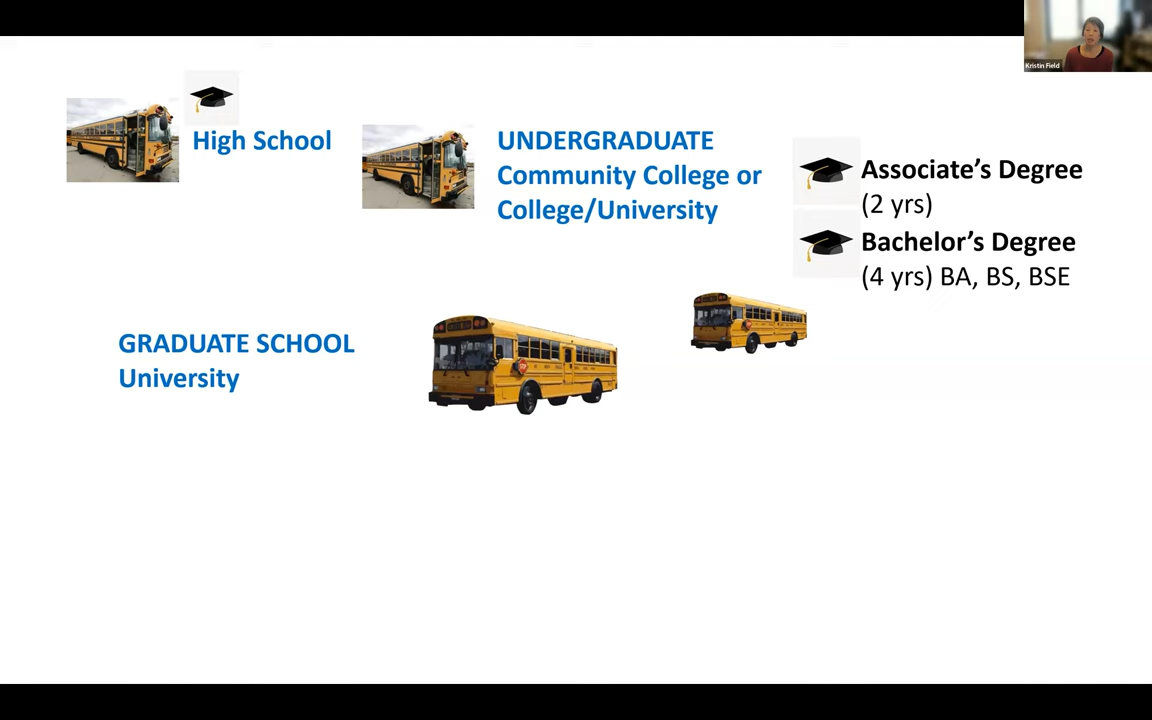 Kristin Field
High School
UNDERGRADUATE
Community College or
College/University
Associate's Degree
(2 yrs)
Bachelor's Degree
(4 yrs) BA, BS, BSE
GRADUATE SCHOOL
University